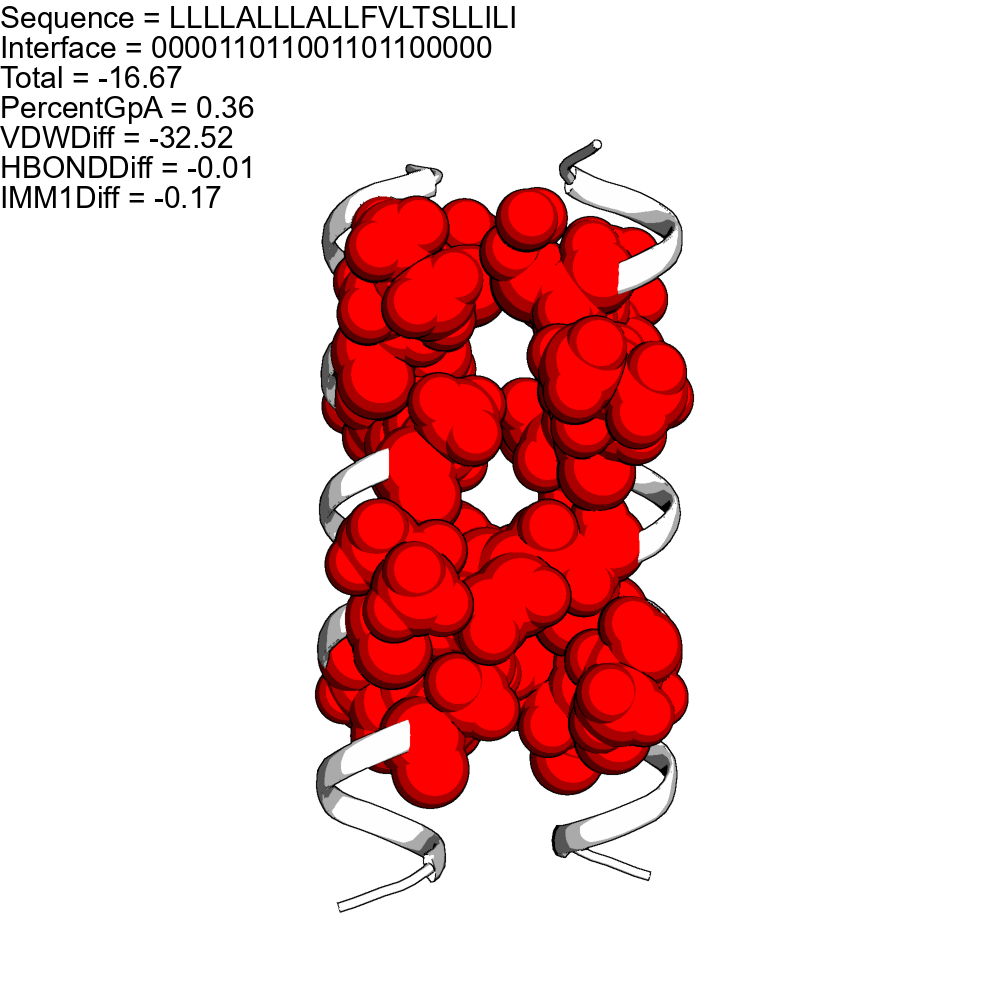 Sequence = LLLLALLLALLFVLTSLLILI
Interface = 000011011001101100000
Total = -16.67
PercentGpA = 0.36
VDWDiff = -32.52
HBONDDiff = -0.01
IMM1Diff = -0.17